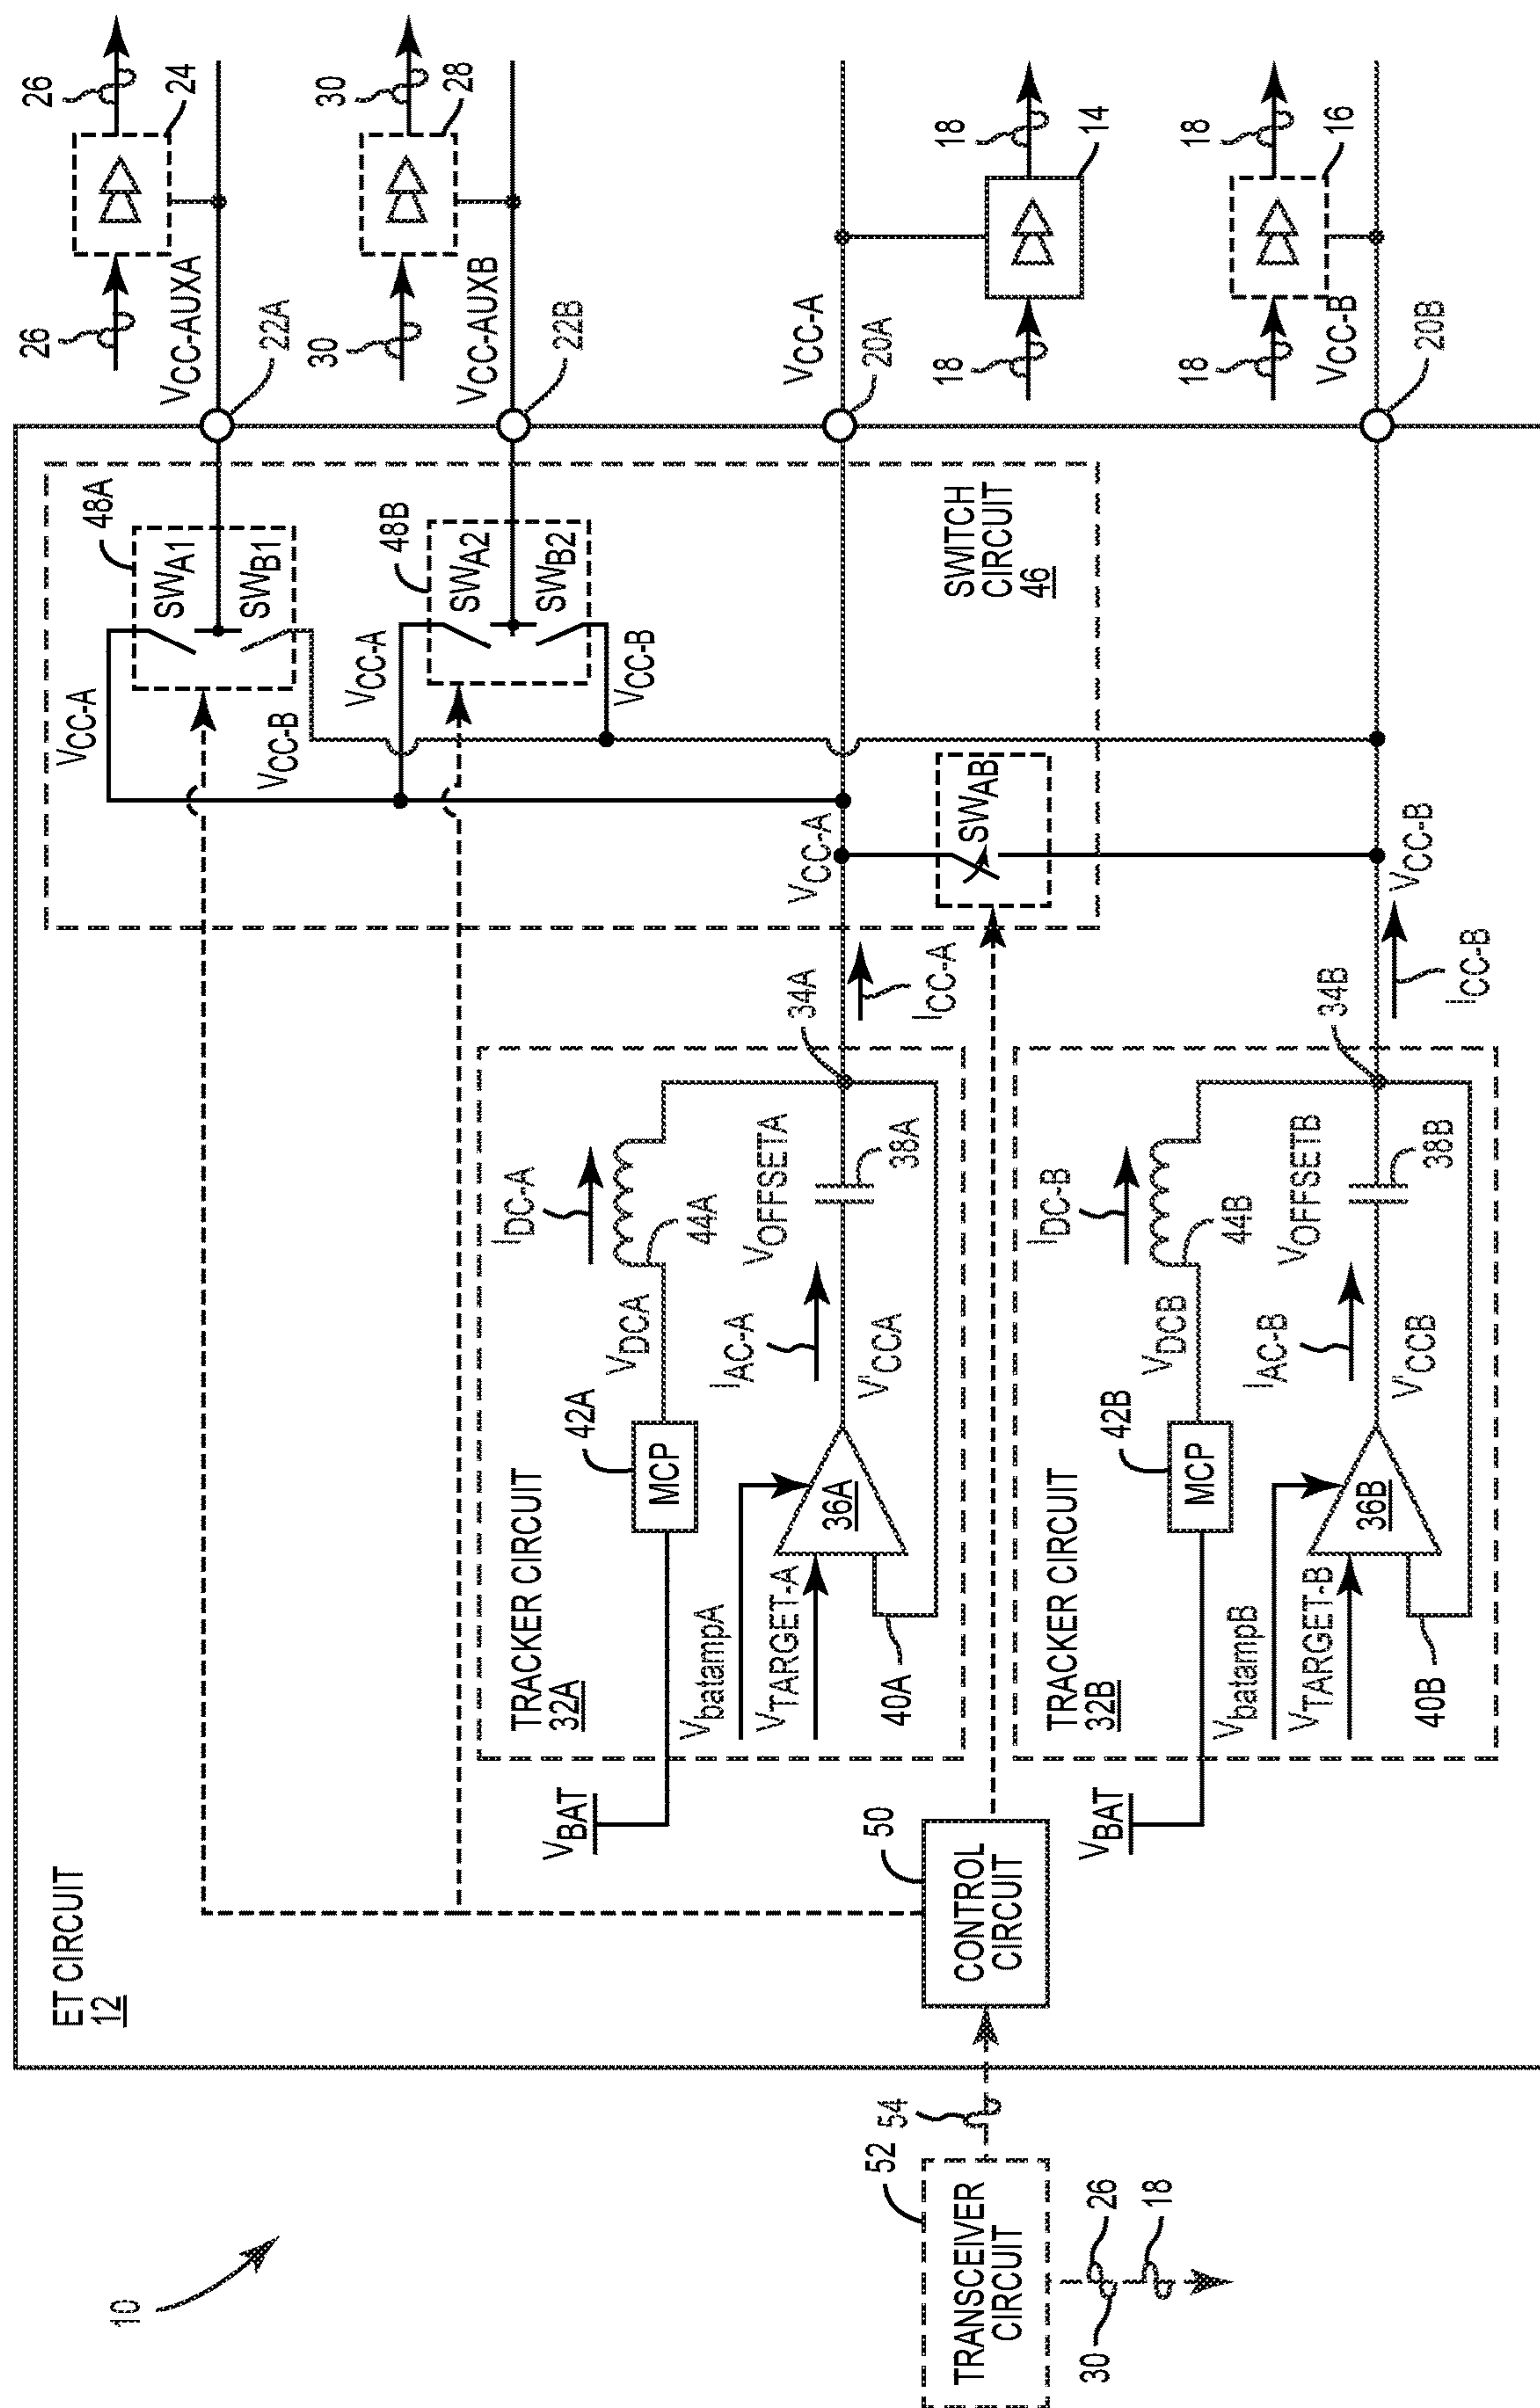 10
ET CIRCUIT
12
TRANSCEIVER
CIRCUIT
52
54
30
26
18
CONTROL
CIRCUIT
50
VBAT
TRACKER CIRCUIT
32A
42A
MCP
VDCA
44A
IDC-A
VbatampA
VTARGET-A
36A
40A
IAC-A
V'CCA
VOFFSETA
38A
34A
ICC-A
VBAT
TRACKER CIRCUIT
32B
42B
MCP
VDCB
44B
IDC-B
VbatampB
VTARGET-B
36B
40B
IAC-B
V'CCB
VOFFSETB
38B
34B
ICC-B
VCC-A
VCC-B
48A
SWA1
SWB1
VCC-A
VCC-B
48B
SWA2
SWB2
VCC-A
VCC-B
SWAB
SWITCH
CIRCUIT
46
26
26
24
VCC-AUXA
22A
30
30
28
VCC-AUXB
22B
VCC-A
20A
18
18
14
18
18
16
VCC-B
20B